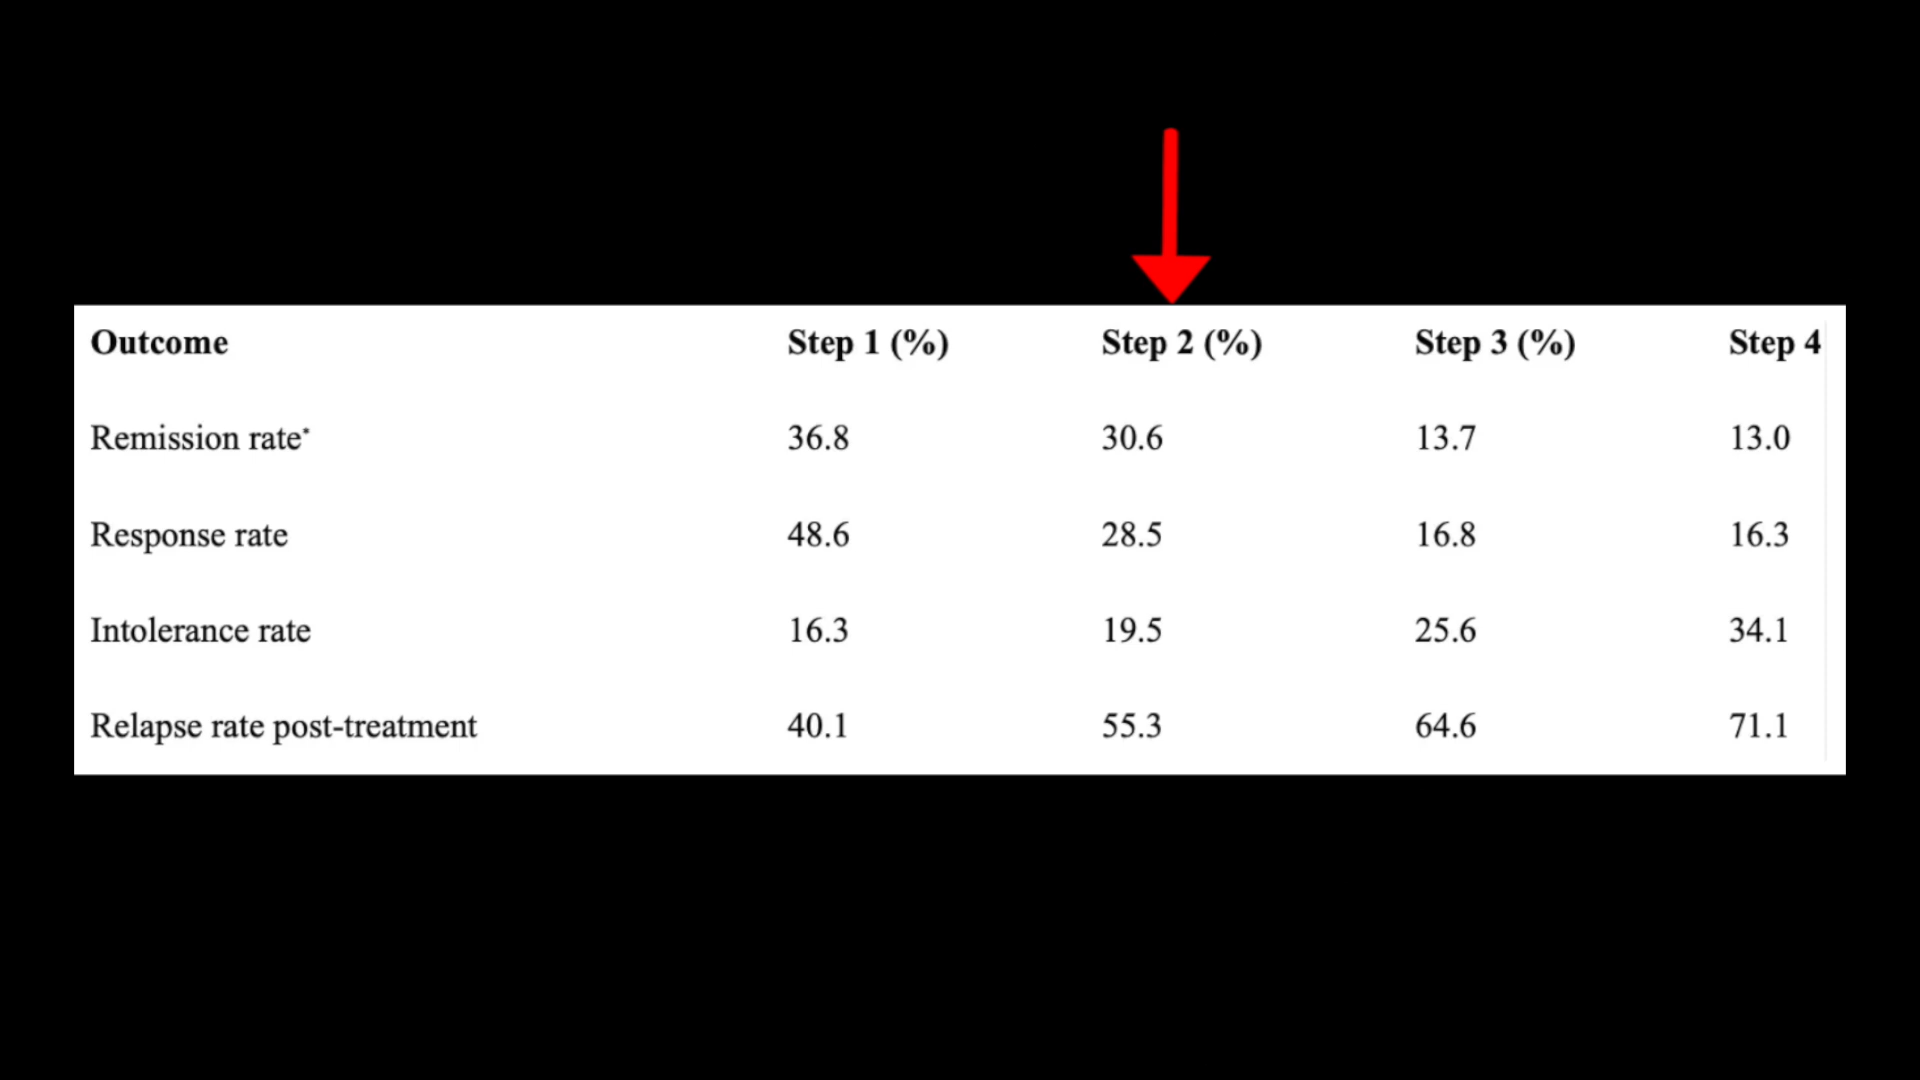 Outcome Step 1 (%) Step 2 (%) Step 3 (%) Step 4
Remission rate* 36.8 30.6 13.7 13.0
Response rate 48.6 28.5 16.8 16.3
Intolerance rate 16.3 19.5 25.6 34.1
Relapse rate post-treatment 40.1 55.3 64.6 71.1